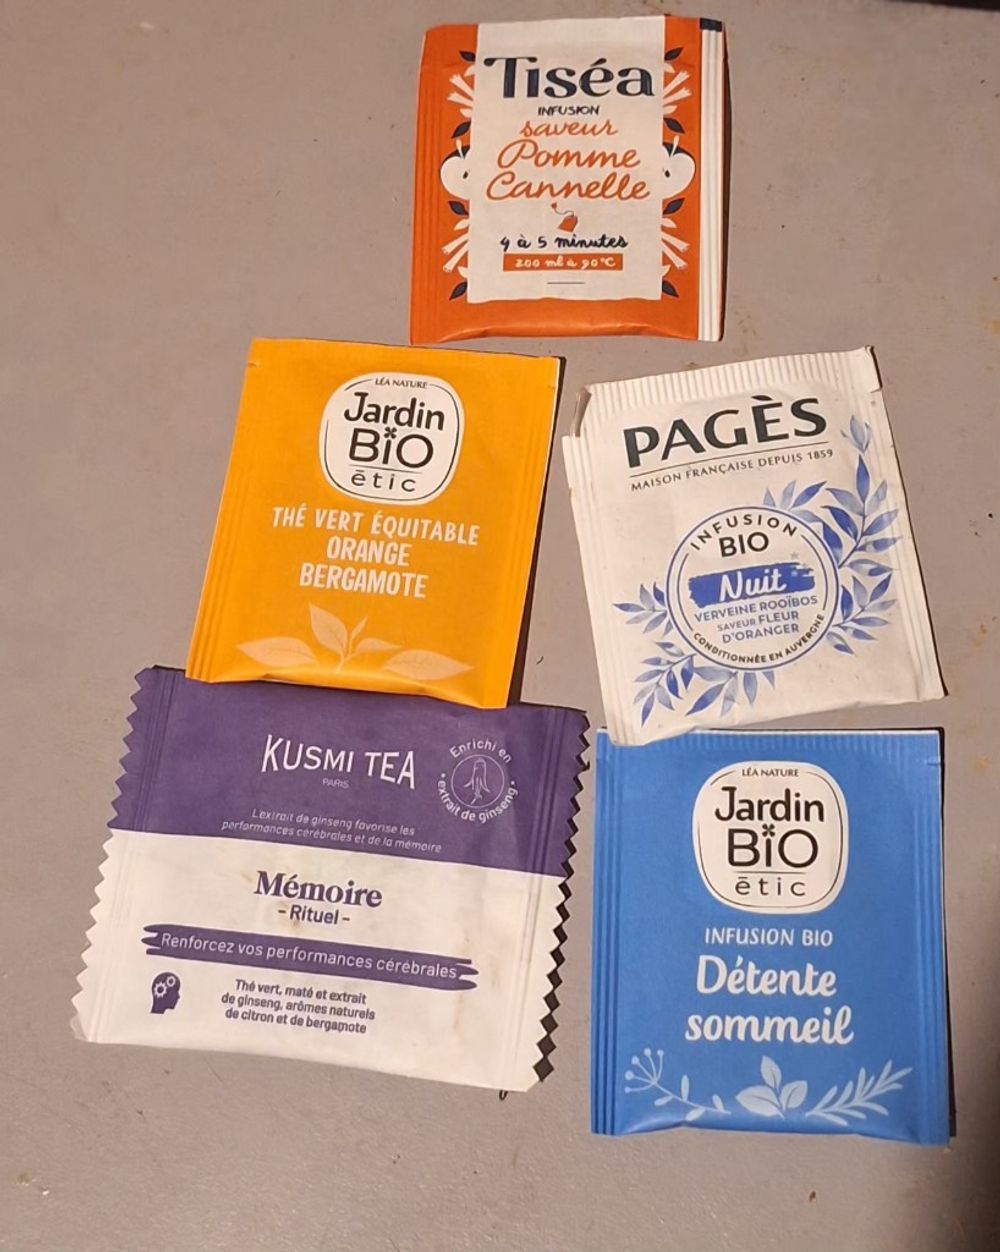 Tiséa
INFUSION
saveur
Pomme
Cannelle
4 à 5 minutes
200 ml à 90°C
LÉA NATURE
Jardin
BiO
ētic
THÉ VERT ÉQUITABLE
ORANGE
BERGAMOTE
PAGÈS
MAISON FRANÇAISE DEPUIS 1859
INFUSION
BIO
Nuit
VERVEINE ROOÏBOS
SAVEUR FLEUR
D'ORANGER
CONDITIONNÉE EN AUVERGNE
KUSMI TEA
PARIS
Enrichi en
extrait de ginseng
L'extrait de ginseng favorise les
performances cérébrales et de la mémoire
Mémoire
- Rituel -
Renforcez vos performances cérébrales
Thé vert, maté et extrait
de ginseng, arômes naturels
de citron et de bergamote
LÉA NATURE
Jardin
BiO
ētic
INFUSION BIO
Détente
sommeil